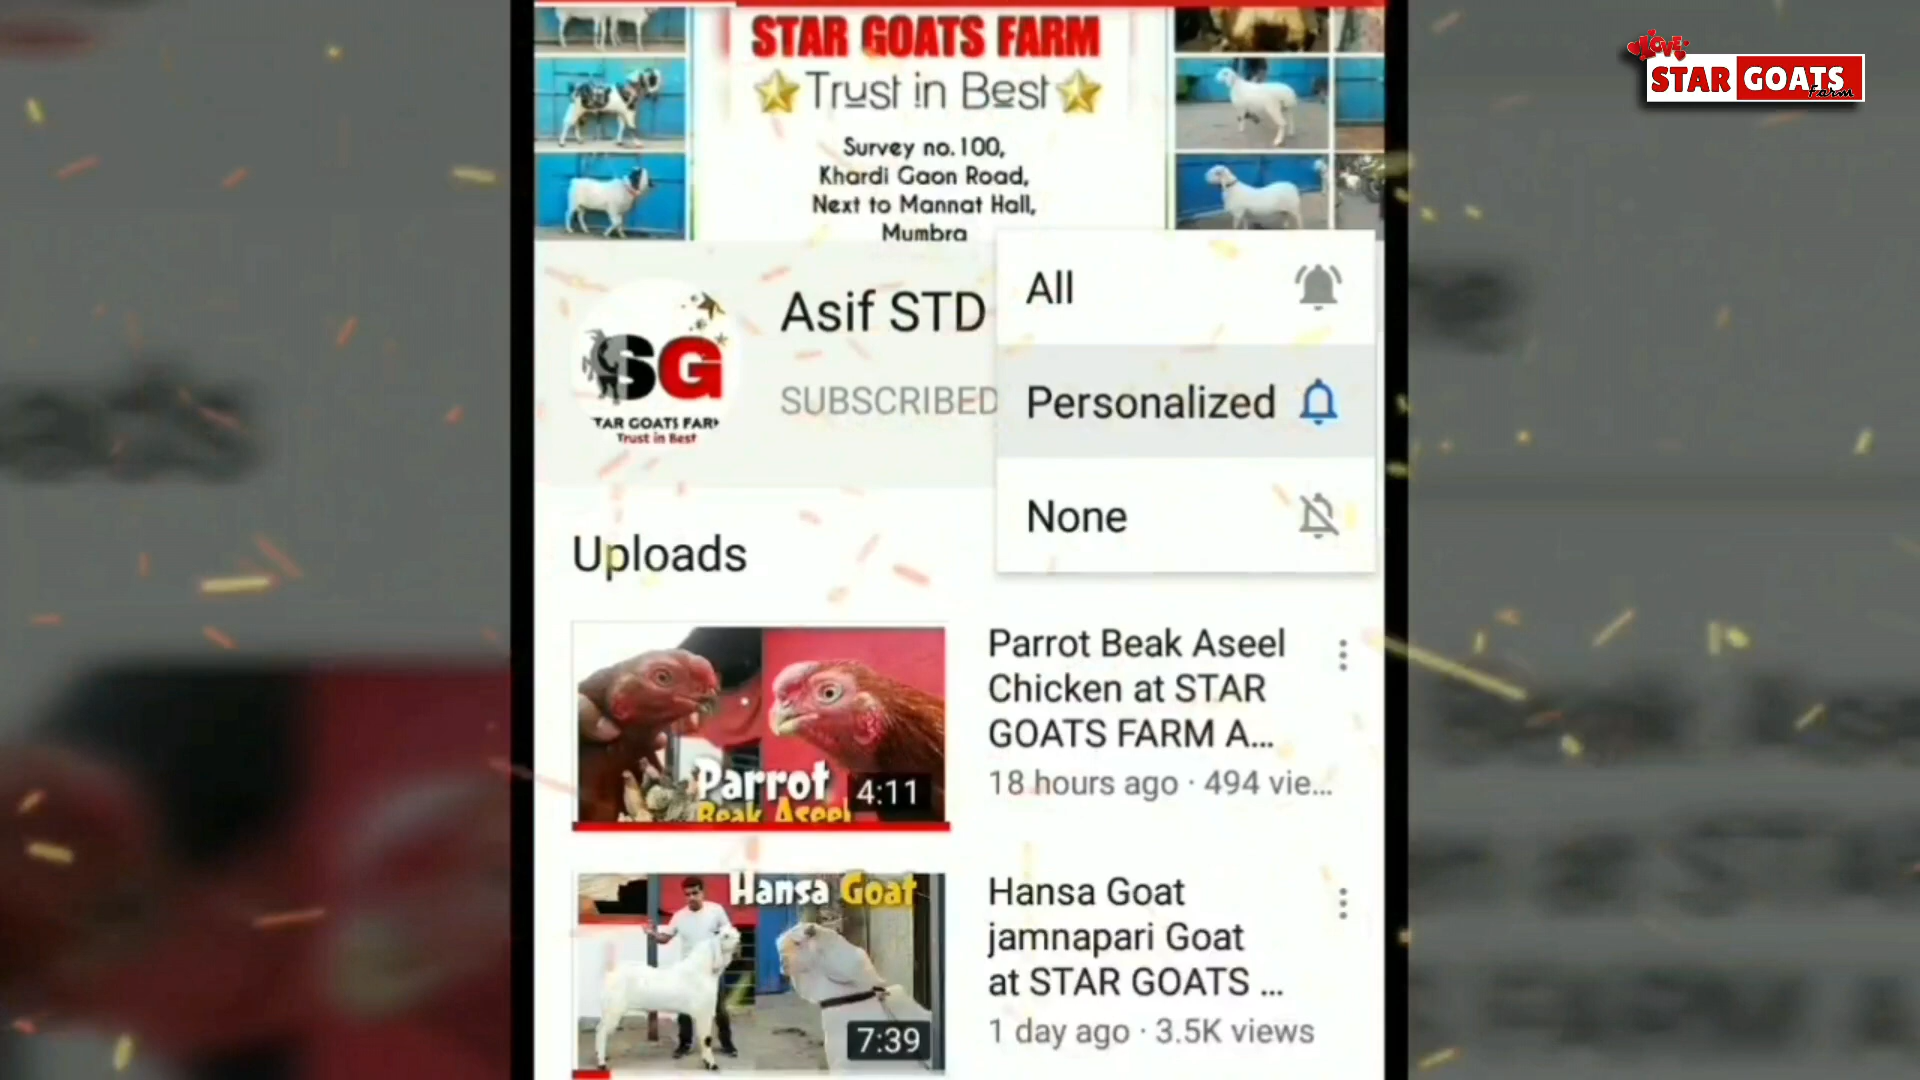 STAR GOATS FARM
Trust in Best
Survey no.100,
Khardi Gaon Road,
Next to Mannat Hall,
Mumbra
LOVE
STAR GOATS
Farm
Asif STD
SUBSCRIBED
SG
TAR GOATS FAR
Trust in Best
All
Personalized
None
Uploads
Parrot
Beak Aseel
4:11
Parrot Beak Aseel
Chicken at STAR
GOATS FARM A...
18 hours ago · 494 vie...
Hansa Goat
7:39
Hansa Goat
jamnapari Goat
at STAR GOATS ...
1 day ago · 3.5K views